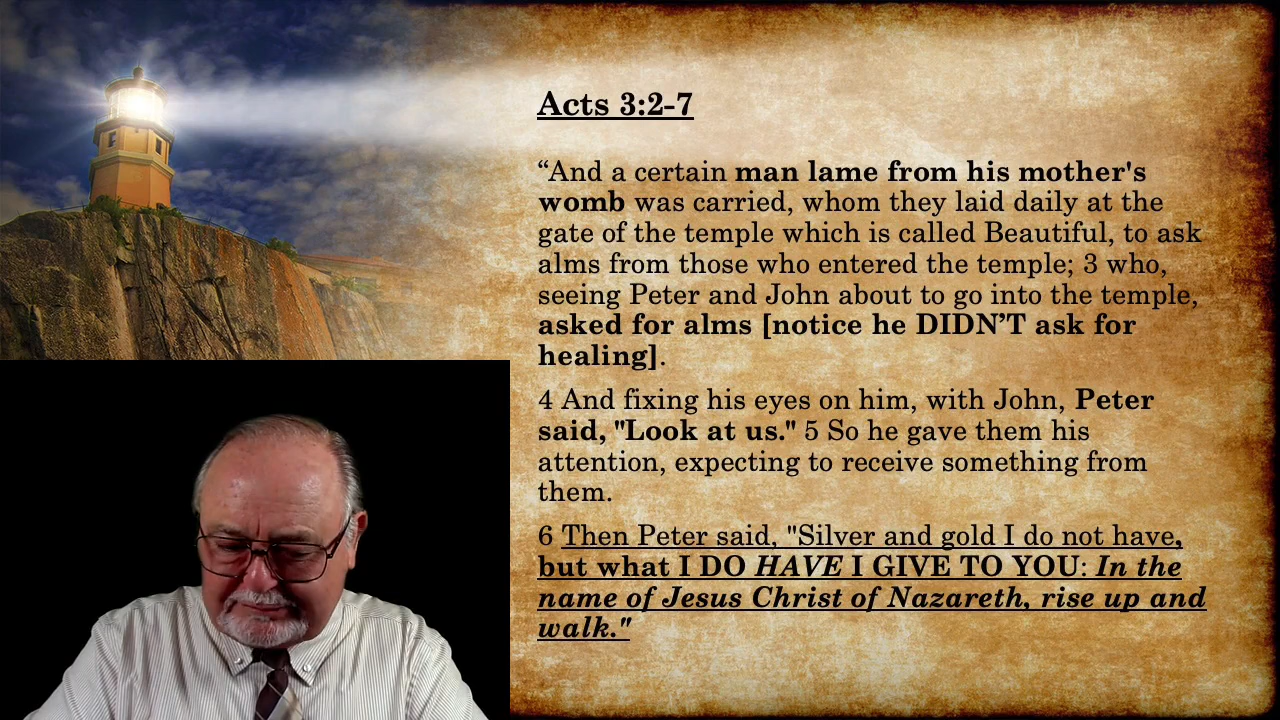 Acts 3:2-7
“And a certain man lame from his mother's
womb was carried, whom they laid daily at the
gate of the temple which is called Beautiful, to ask
alms from those who entered the temple; 3 who,
seeing Peter and John about to go into the temple,
asked for alms [notice he DIDN’T ask for
healing].
4 And fixing his eyes on him, with John, Peter
said, "Look at us." 5 So he gave them his
attention, expecting to receive something from
them.
6 Then Peter said, "Silver and gold I do not have,
but what I DO HAVE I GIVE TO YOU: In the
name of Jesus Christ of Nazareth, rise up and
walk."